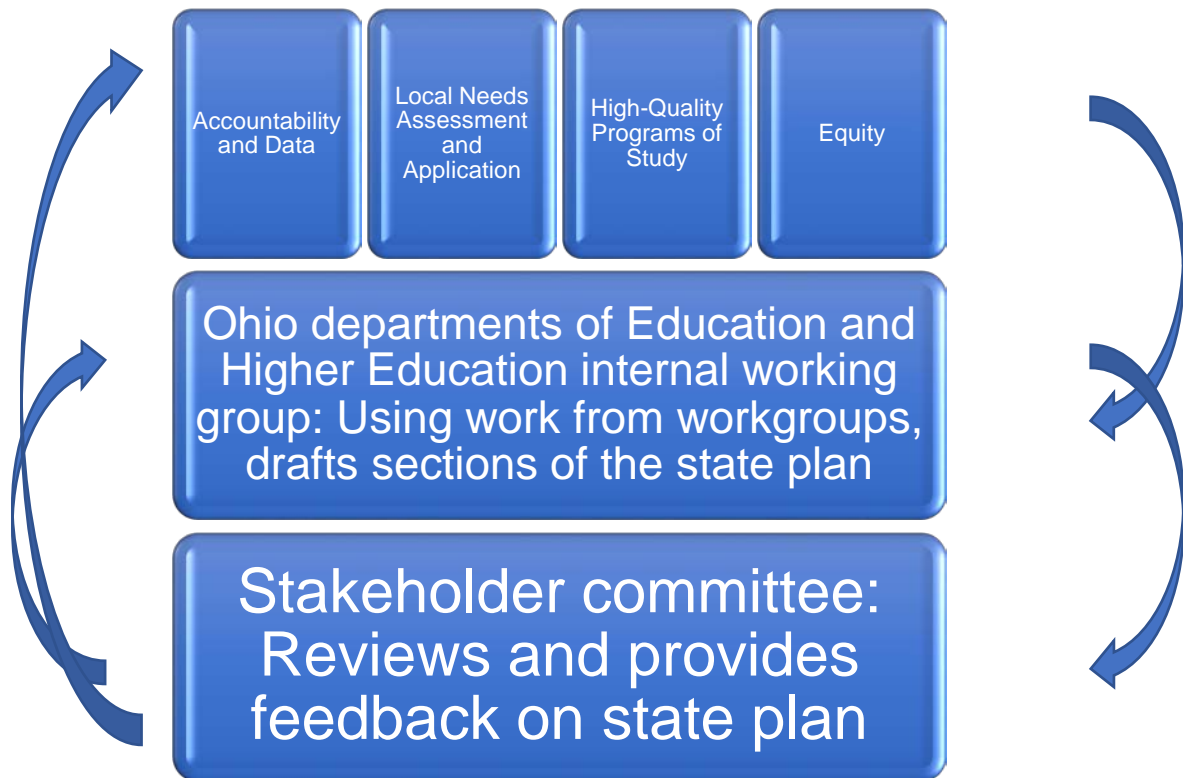 Accountability
and Data
Local Needs
Assessment
and
Application
High-Quality
Programs of
Study
Equity
Ohio departments of Education and
Higher Education internal working
group: Using work from workgroups,
drafts sections of the state plan
Stakeholder committee:
Reviews and provides
feedback on state plan